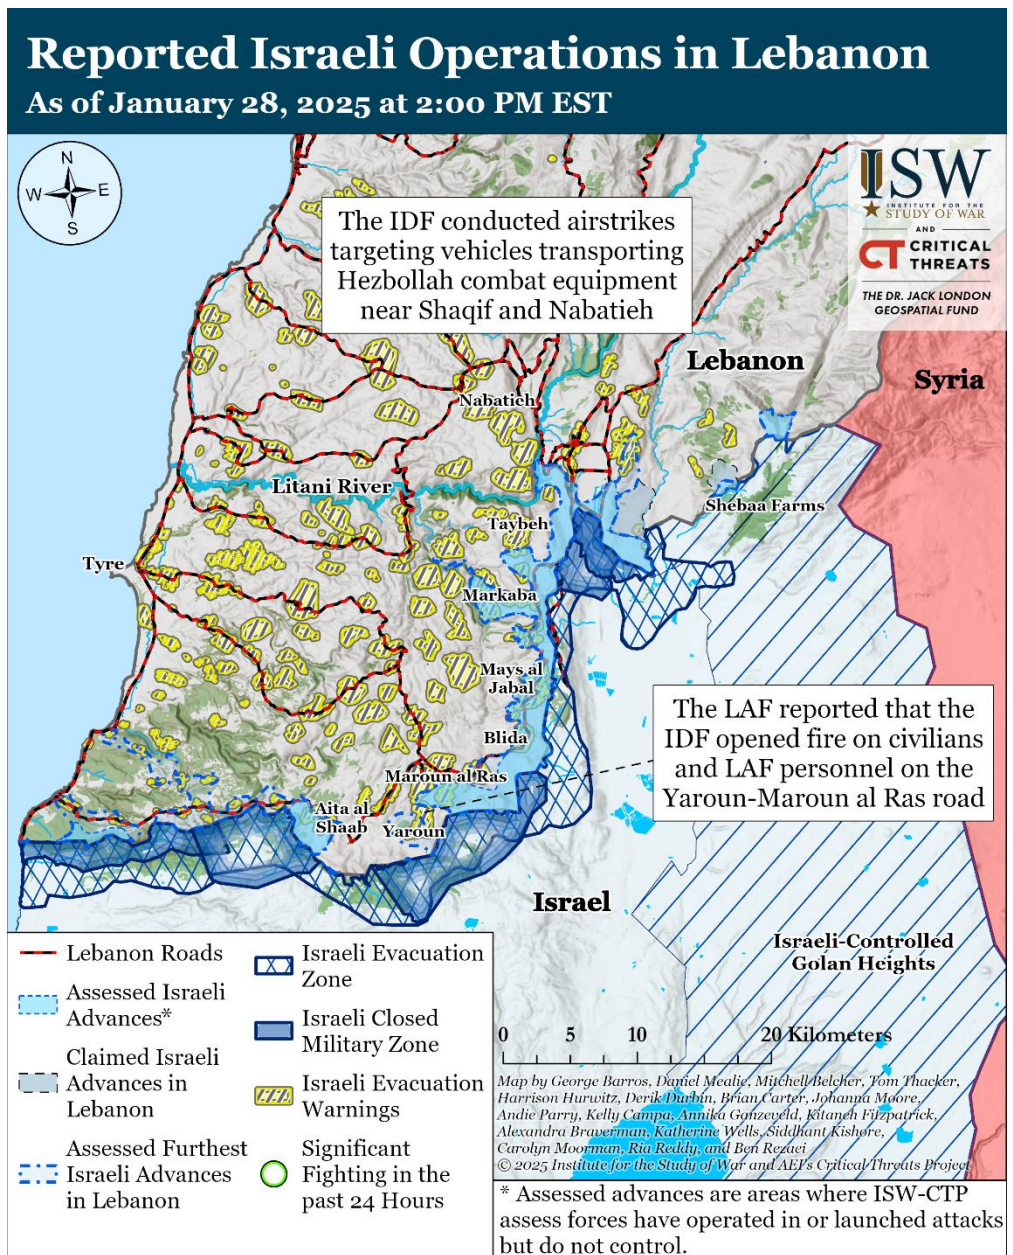 Reported Israeli Operations in Lebanon
As of January 28, 2025 at 2:00 PM EST
N
W
E
S
ISW
INSTITUTE FOR THE
STUDY OF WAR
AND
CT CRITICAL
THREATS
THE DR. JACK LONDON
GEOSPATIAL FUND
The IDF conducted airstrikes
targeting vehicles transporting
Hezbollah combat equipment
near Shaqif and Nabatieh
Lebanon
Syria
Nabatieh
Litani River
Shebaa Farms
Taybeh
Tyre
Markaba
Mays al
Jabal
Blida
The LAF reported that the
IDF opened fire on civilians
and LAF personnel on the
Yaroun-Maroun al Ras road
Maroun al Ras
Aita al
Shaab
Yaroun
Israel
Israeli-Controlled
Golan Heights
Lebanon Roads
Assessed Israeli
Advances*
Claimed Israeli
Advances in
Lebanon
Assessed Furthest
Israeli Advances
in Lebanon
Israeli Evacuation
Zone
Israeli Closed
Military Zone
Israeli Evacuation
Warnings
Significant
Fighting in the
past 24 Hours
0 5 10 20 Kilometers
Map by George Barros, Daniel Mealie, Mitchell Belcher, Tom Thacker,
Harrison Hurwitz, Derik Durbin, Brian Carter, Johanna Moore,
Andie Parry, Kelly Campa, Annika Ganzeveld, Kitaneh Fitzpatrick,
Alexandra Braverman, Katherine Wells, Siddhant Kishore,
Carolyn Moorman, Ria Reddy, and Ben Rezaei
© 2025 Institute for the Study of War and AEI's Critical Threats Project
* Assessed advances are areas where ISW-CTP
assess forces have operated in or launched attacks
but do not control.